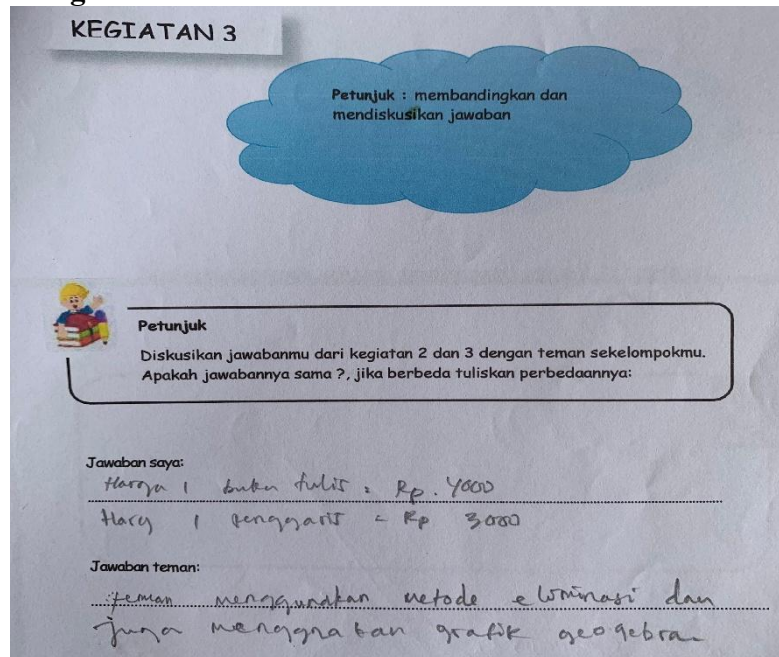 KEGIATAN 3
Petunjuk : membandingkan dan
mendiskusikan jawaban
Petunjuk
Diskusikan jawabanmu dari kegiatan 2 dan 3 dengan teman sekelompokmu.
Apakah jawabannya sama ?, jika berbeda tuliskan perbedaannya:
Jawaban saya:
Harga 1 buku tulis = Rp. 4000
Harg 1 penggaris = Rp 3000
Jawaban teman:
teman menggunakan metode eliminasi dan
juga menggnakan grafik geogebra